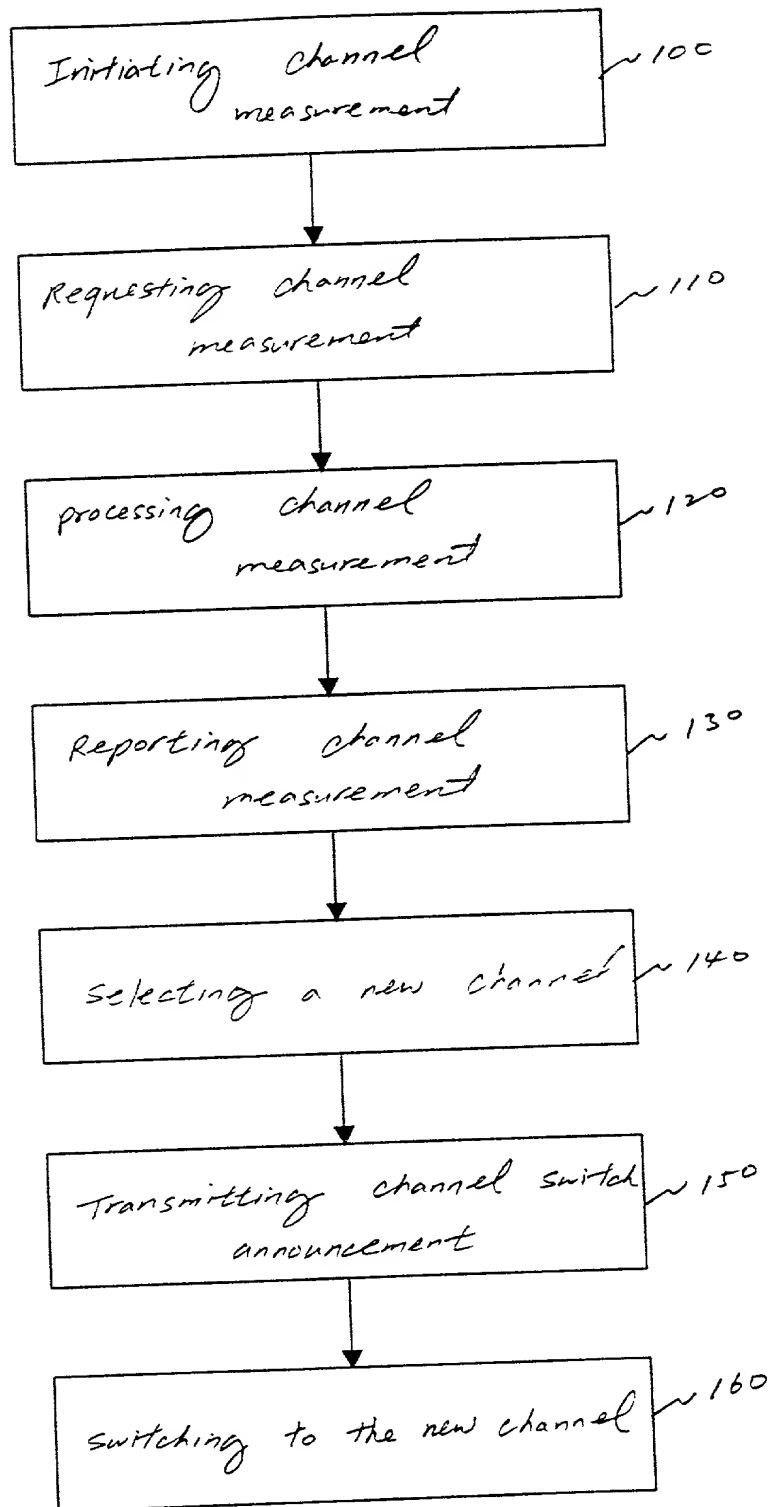 Initiating channel
measurement
100
Requesting channel
measurement
110
processing channel
measurement
120
Reporting channel
measurement
130
Selecting a new channel
140
Transmitting channel switch
announcement
150
switching to the new channel
160